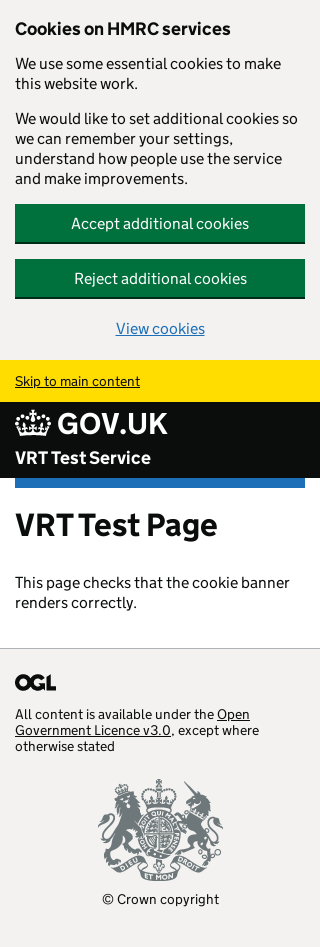 Cookies on HMRC services
We use some essential cookies to make
this website work.
We would like to set additional cookies so
we can remember your settings,
understand how people use the service
and make improvements.
Accept additional cookies
Reject additional cookies
View cookies
Skip to main content
GOV.UK
VRT Test Service
VRT Test Page
This page checks that the cookie banner
renders correctly.
OGL
All content is available under the Open
Government Licence v3.0, except where
otherwise stated
DIEU ET MON DROIT
© Crown copyright